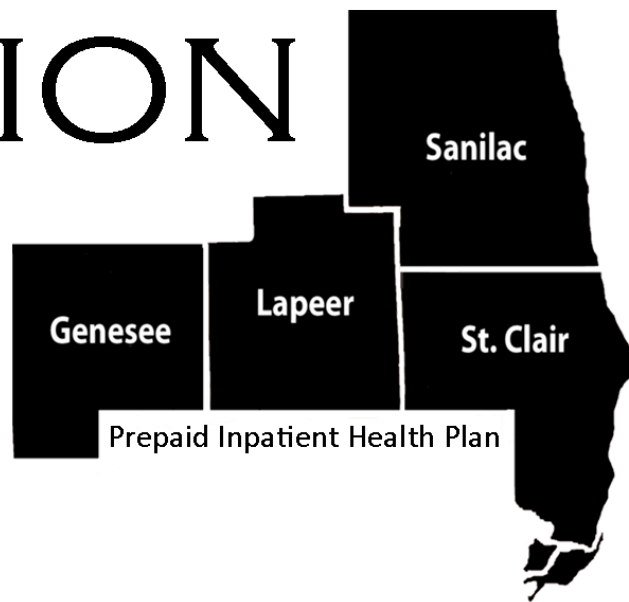 ION
Sanilac
Lapeer
Genesee
St. Clair
Prepaid Inpatient Health Plan